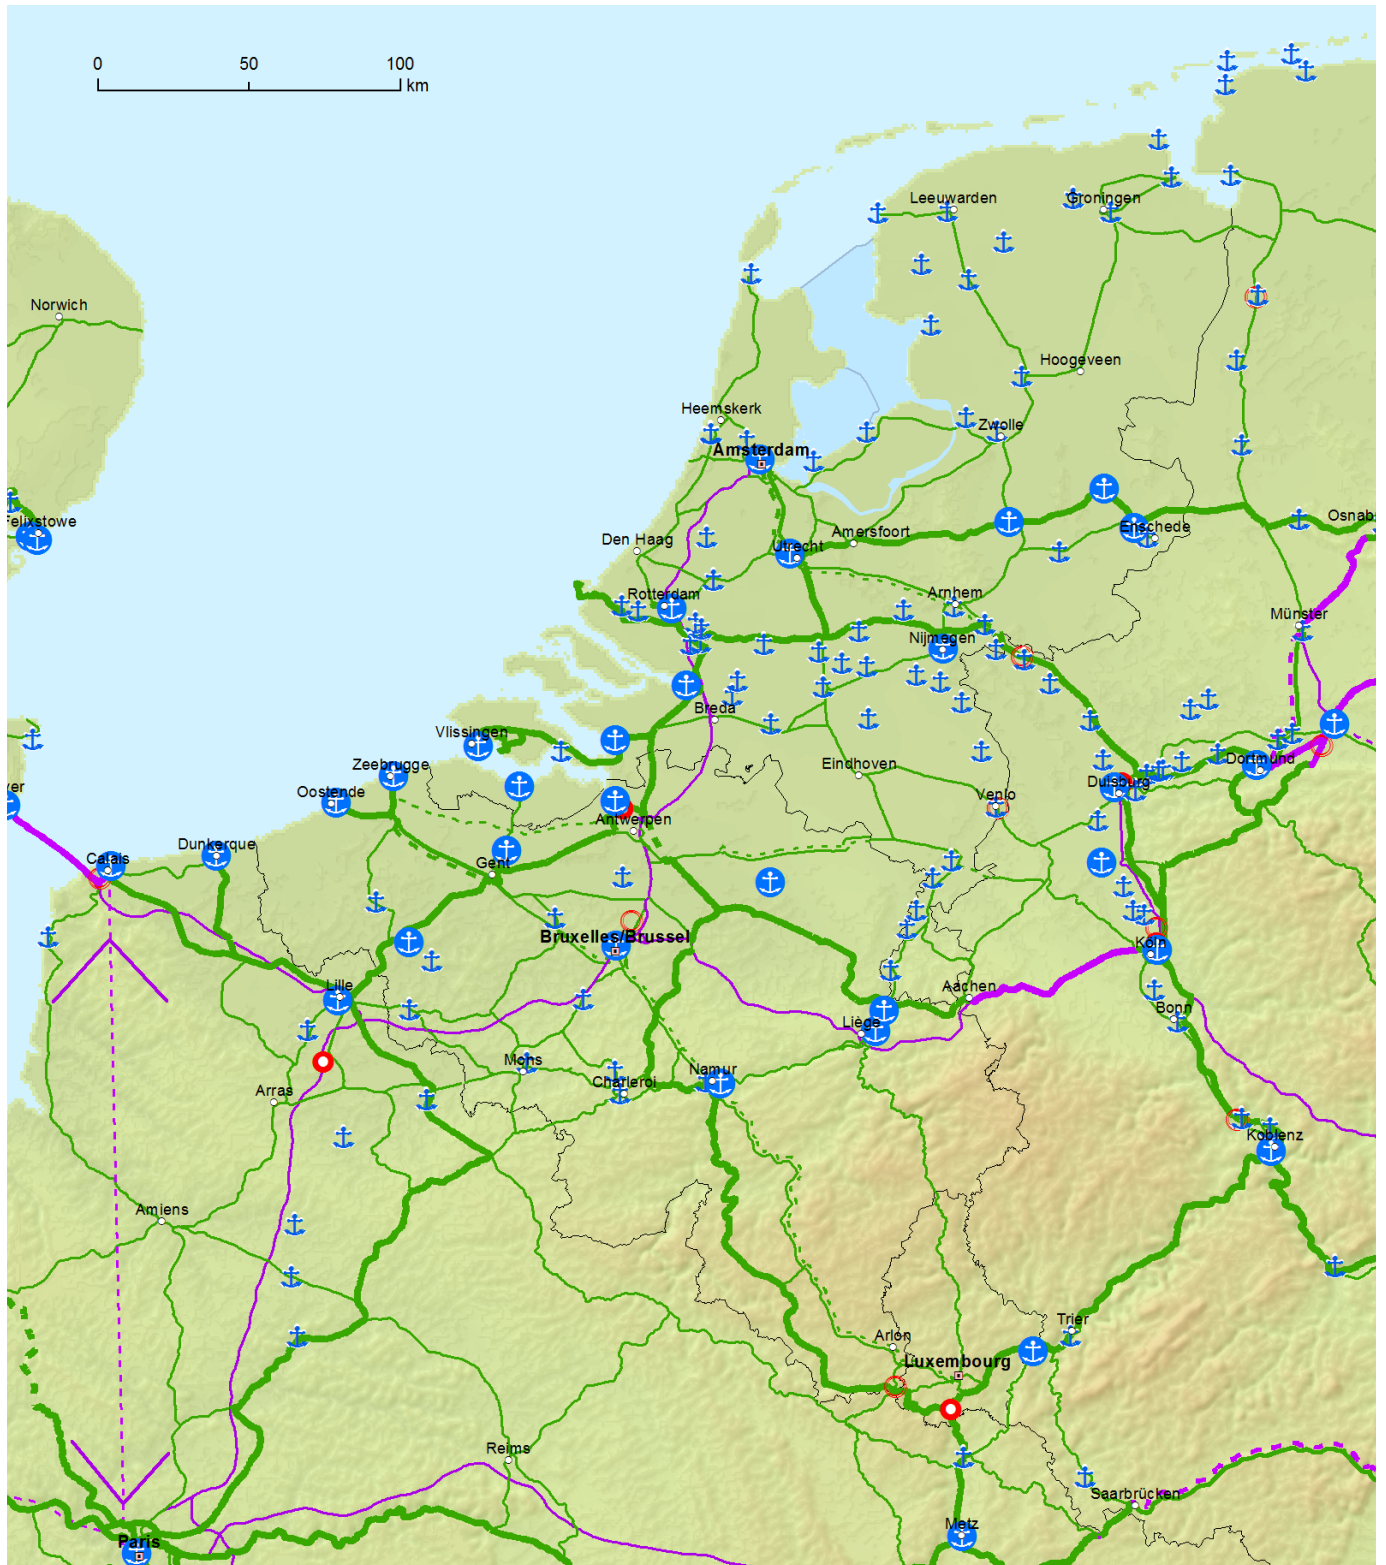 0 50 100
km
Leeuwarden
Groningen
Norwich
Hoogeveen
Heemskerk
Zwolle
Amsterdam
Felixstowe
Enschede
Osnab
Amersfoort
Den Haag
Utrecht
Arnhem
Rotterdam
Münster
Nijmegen
Breda
Vlissingen
Zeebrugge
Eindhoven
Dortmund
Duisburg
ver
Oostende
Venlo
Antwerpen
Dunkerque
Calais
Gent
Bruxelles/Brussel
Köln
Lille
Aachen
Bonn
Liège
Mons
Namur
Arras
Charleroi
Koblenz
Amiens
Trier
Arlon
Luxembourg
Reims
Saarbrücken
Metz
Paris